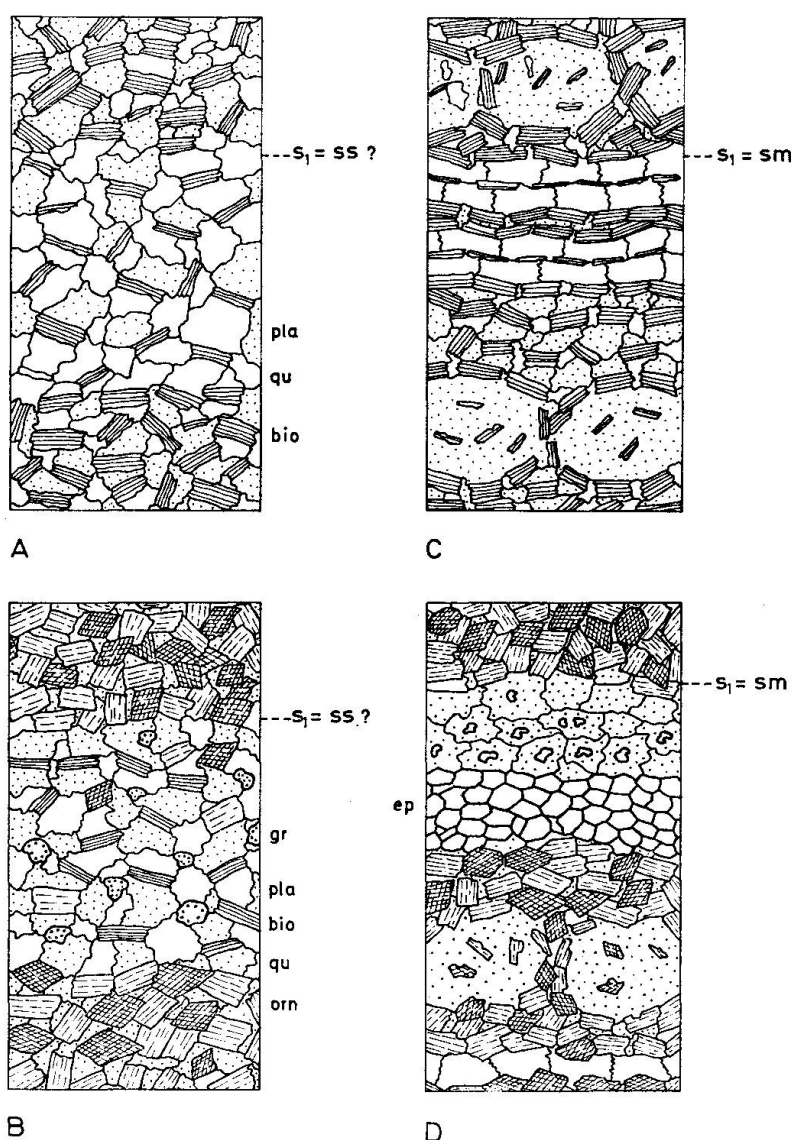 s₁ = ss ?
pla
qu
bio
A
s₁ = sm
C
s₁ = ss ?
gr
pla
bio
qu
orn
B
s₁ = sm
ep
D